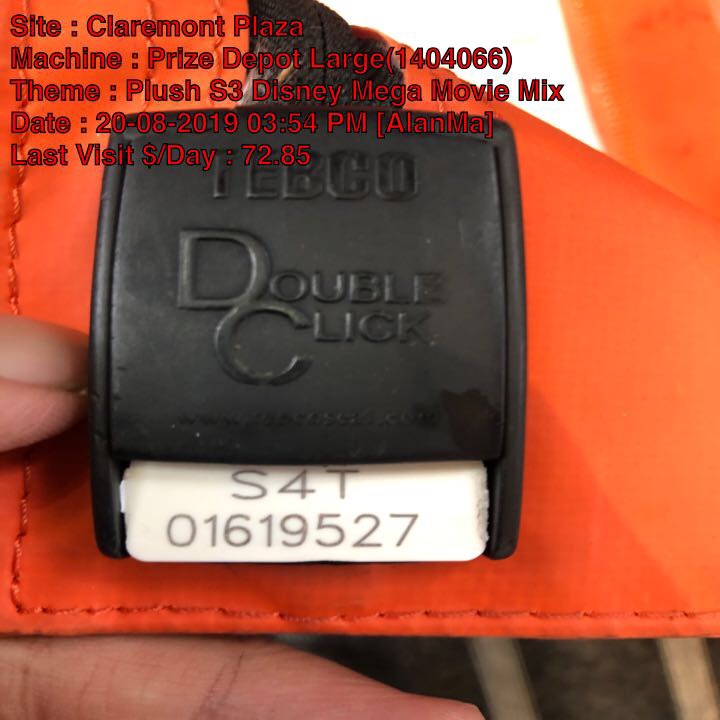 Site : Claremont Plaza
Machine : Prize Depot Large(1404066)
Theme : Plush S3 Disney Mega Movie Mix
Date : 20-08-2019 03:54 PM [AlanMa]
Last Visit $/Day : 72.85
TEBCO
DOUBLE
CLICK
S4T
01619527